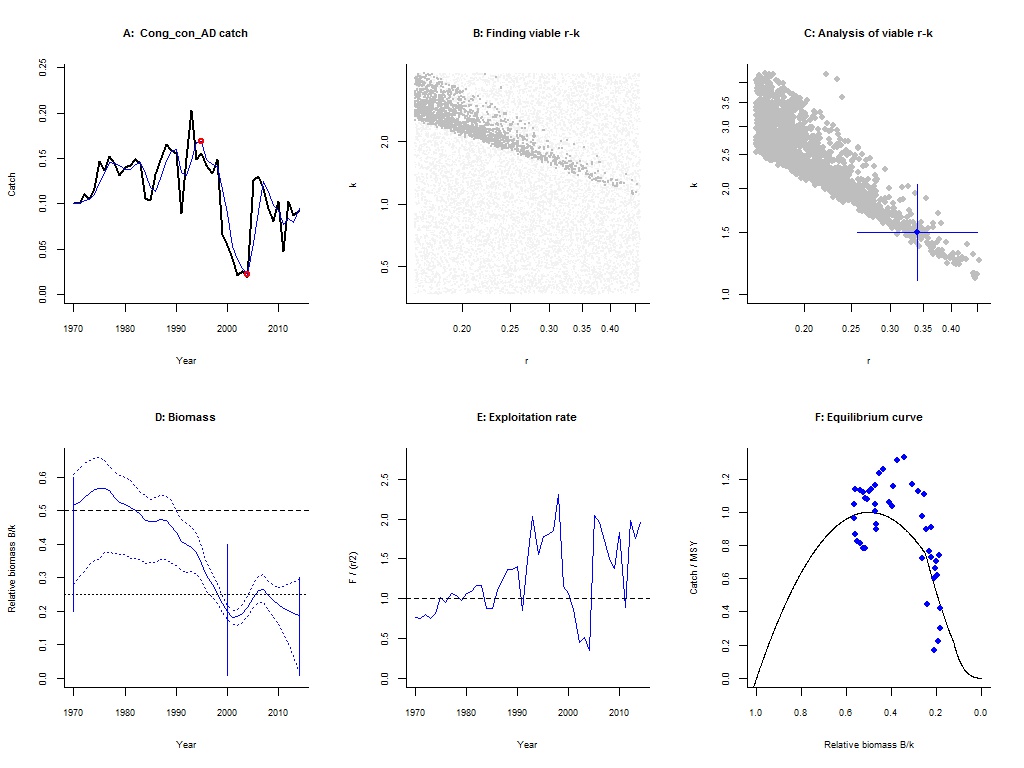 A: Cong_con_AD catch
B: Finding viable r-k
C: Analysis of viable r-k
Catch
0.00 0.05 0.10 0.15 0.20 0.25
1970 1980 1990 2000 2010
Year
k
0.5 1.0 2.0
0.20 0.25 0.30 0.35 0.40
r
k
1.0 1.5 2.0 2.5 3.0 3.5
0.20 0.25 0.30 0.35 0.40
r
D: Biomass
E: Exploitation rate
F: Equilibrium curve
Relative biomass B/k
0.0 0.1 0.2 0.3 0.4 0.5 0.6
1970 1980 1990 2000 2010
Year
F / (r/2)
0.0 0.5 1.0 1.5 2.0 2.5
1970 1980 1990 2000 2010
Year
Catch / MSY
0.0 0.2 0.4 0.6 0.8 1.0 1.2
1.0 0.8 0.6 0.4 0.2 0.0
Relative biomass B/k